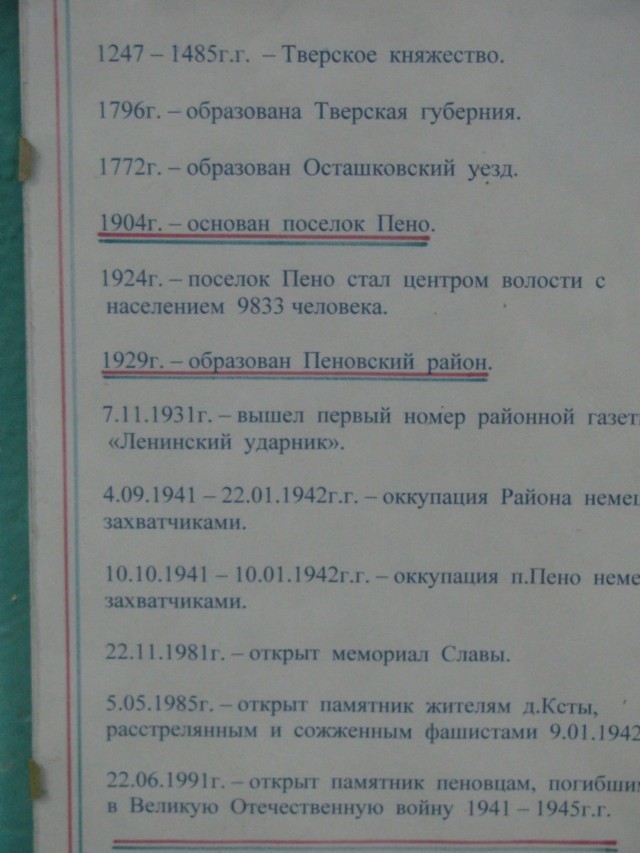 1247 – 1485г.г. – Тверское княжество.
1796г. – образована Тверская губерния.
1772г. – образован Осташковский уезд.
1904г. – основан поселок Пено.
1924г. – поселок Пено стал центром волости с
населением 9833 человека.
1929г. – образован Пеновский район.
7.11.1931г. – вышел первый номер районной
«Ленинский ударник».
4.09.1941 – 22.01.1942г.г. – оккупация Района
захватчиками.
10.10.1941 – 10.01.1942г.г. – оккупация п.Пено
захватчиками.
22.11.1981г. – открыт мемориал Славы.
5.05.1985г. – открыт памятник жителям д.Ксты,
расстрелянным и сожженным фашистами 9.01.1942
22.06.1991г. – открыт памятник пеновцам,
в Великую Отечественную войну 1941 – 1945г.г.